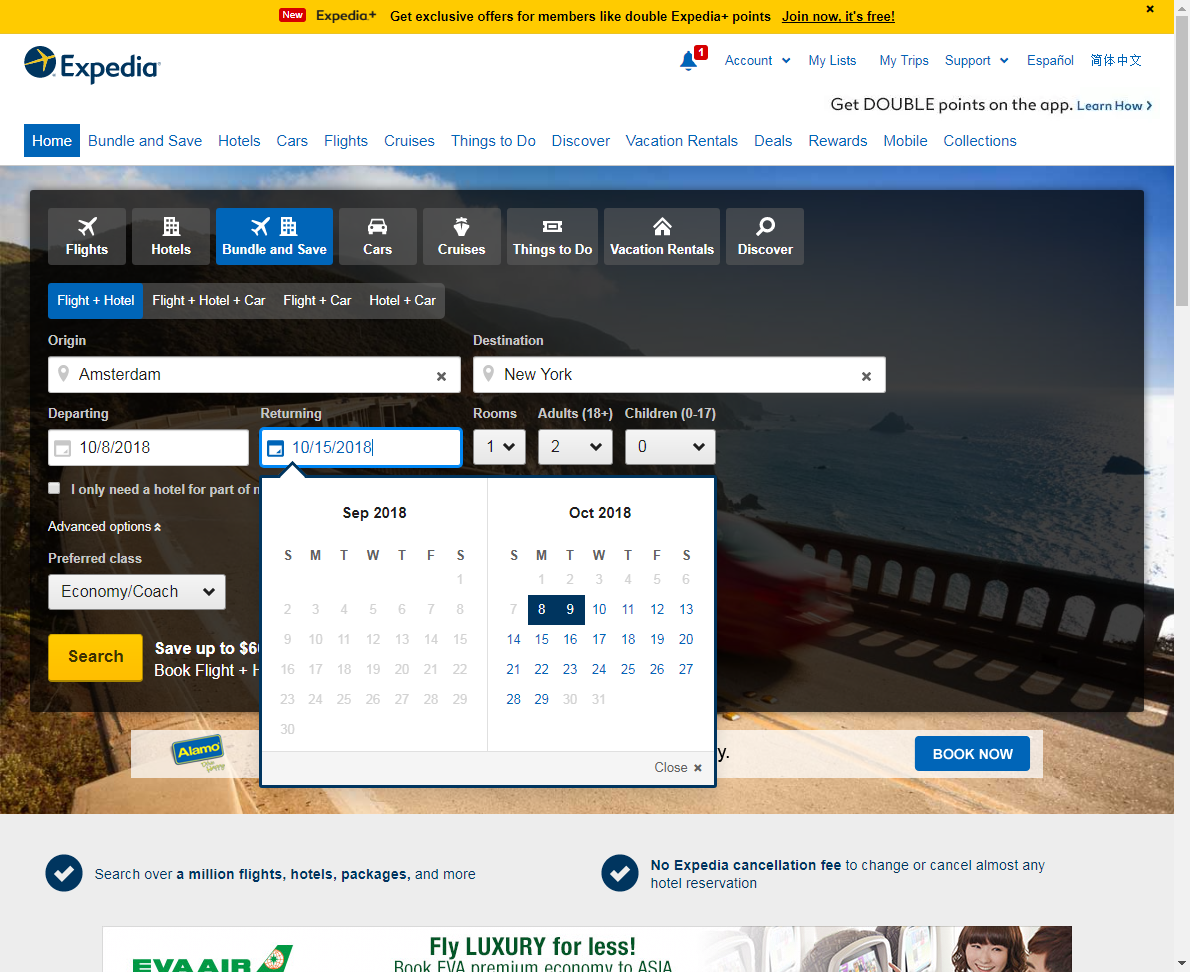 New Expedia+ Get exclusive offers for members like double Expedia+ points Join now, it's free!
Expedia
1 Account My Lists My Trips Support Español 简体中文
Get DOUBLE points on the app. Learn How
Home Bundle and Save Hotels Cars Flights Cruises Things to Do Discover Vacation Rentals Deals Rewards Mobile Collections
Flights Hotels Bundle and Save Cars Cruises Things to Do Vacation Rentals Discover
Flight + Hotel Flight + Hotel + Car Flight + Car Hotel + Car
Origin Destination
Amsterdam New York
Departing Returning Rooms Adults (18+) Children (0-17)
10/8/2018 10/15/2018 1 2 0
I only need a hotel for part of
Advanced options
Preferred class
Economy/Coach
Search
Save up to $6
Book Flight +
Sep 2018
S M T W T F S
1
2 3 4 5 6 7 8
9 10 11 12 13 14 15
16 17 18 19 20 21 22
23 24 25 26 27 28 29
30
Oct 2018
S M T W T F S
1 2 3 4 5 6
7 8 9 10 11 12 13
14 15 16 17 18 19 20
21 22 23 24 25 26 27
28 29 30 31
Close
Alamo
y.
BOOK NOW
Search over a million flights, hotels, packages, and more
No Expedia cancellation fee to change or cancel almost any
hotel reservation
EVA AIR
Fly LUXURY for less!
Book EVA premium economy to ASIA